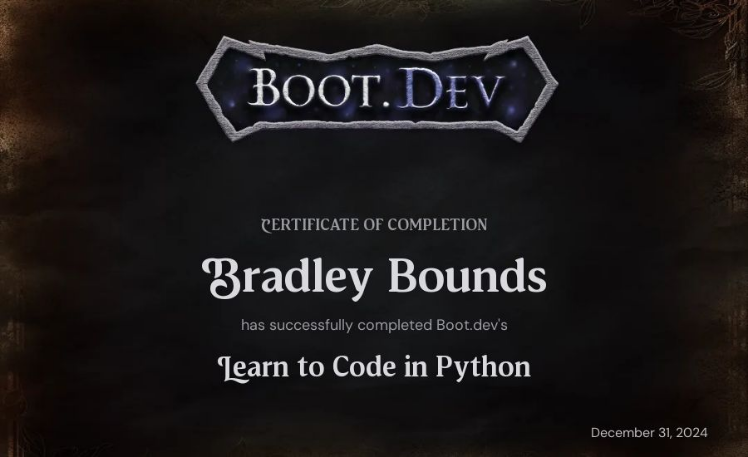 BOOT.DEV
CERTIFICATE OF COMPLETION
Bradley Bounds
has successfully completed Boot.dev's
Learn to Code in Python
December 31, 2024